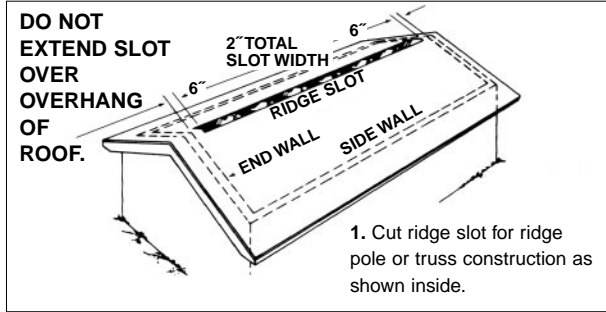 DO NOT
EXTEND SLOT
OVER
OVERHANG
OF
ROOF.
6˝
2˝TOTAL
SLOT WIDTH
6˝
RIDGE SLOT
END WALL
SIDE WALL
1. Cut ridge slot for ridge
pole or truss construction as
shown inside.